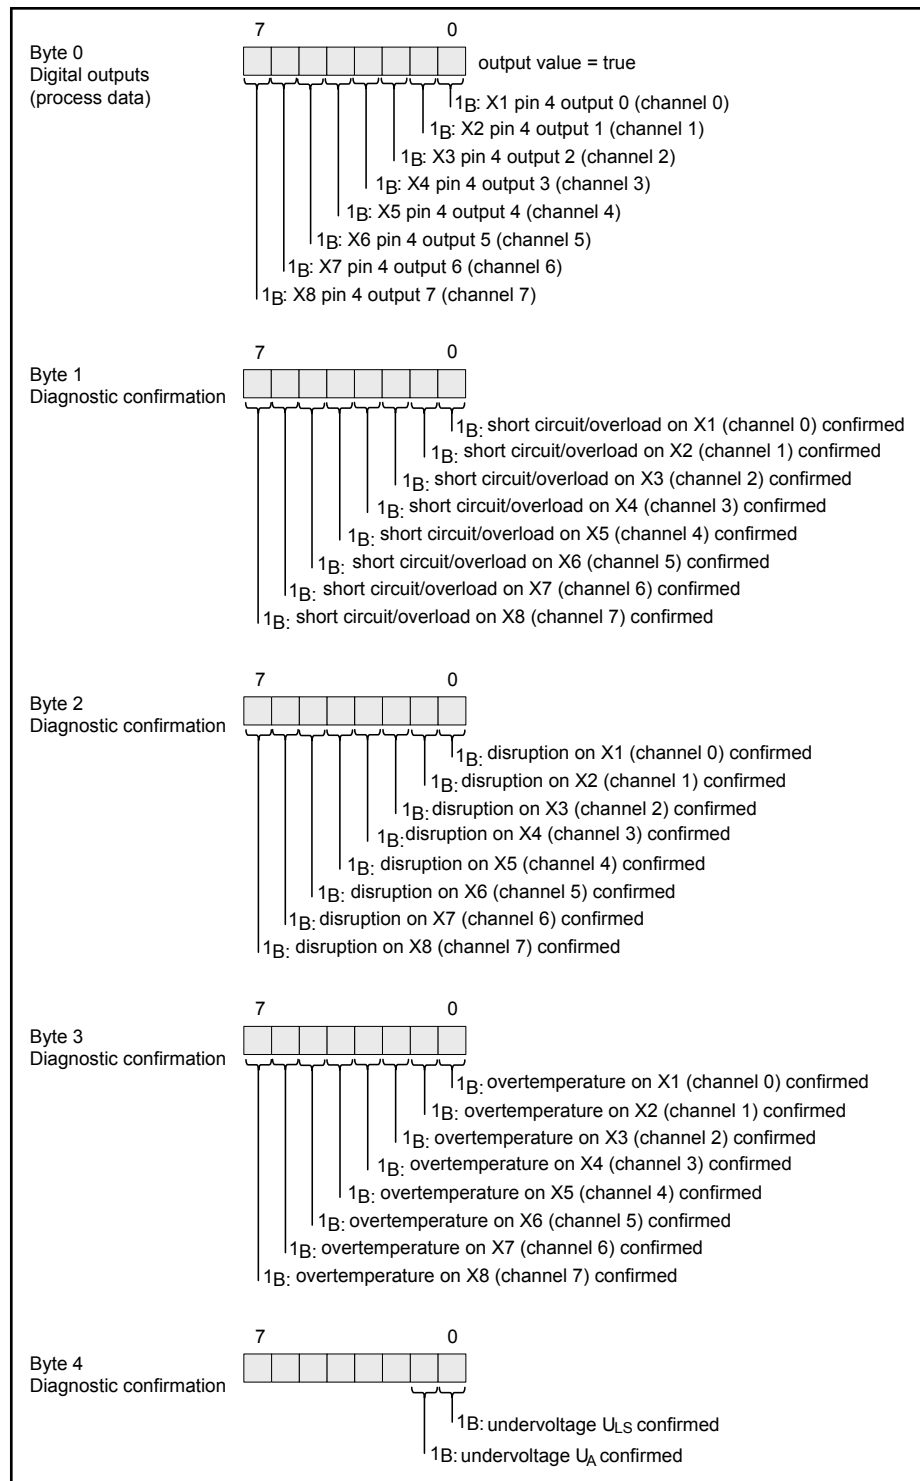 7 0
Byte 0
Digital outputs
(process data)
output value = true
1B: X1 pin 4 output 0 (channel 0)
1B: X2 pin 4 output 1 (channel 1)
1B: X3 pin 4 output 2 (channel 2)
1B: X4 pin 4 output 3 (channel 3)
1B: X5 pin 4 output 4 (channel 4)
1B: X6 pin 4 output 5 (channel 5)
1B: X7 pin 4 output 6 (channel 6)
1B: X8 pin 4 output 7 (channel 7)
7 0
Byte 1
Diagnostic confirmation
1B: short circuit/overload on X1 (channel 0) confirmed
1B: short circuit/overload on X2 (channel 1) confirmed
1B: short circuit/overload on X3 (channel 2) confirmed
1B: short circuit/overload on X4 (channel 3) confirmed
1B: short circuit/overload on X5 (channel 4) confirmed
1B: short circuit/overload on X6 (channel 5) confirmed
1B: short circuit/overload on X7 (channel 6) confirmed
1B: short circuit/overload on X8 (channel 7) confirmed
7 0
Byte 2
Diagnostic confirmation
1B: disruption on X1 (channel 0) confirmed
1B: disruption on X2 (channel 1) confirmed
1B: disruption on X3 (channel 2) confirmed
1B: disruption on X4 (channel 3) confirmed
1B: disruption on X5 (channel 4) confirmed
1B: disruption on X6 (channel 5) confirmed
1B: disruption on X7 (channel 6) confirmed
1B: disruption on X8 (channel 7) confirmed
7 0
Byte 3
Diagnostic confirmation
1B: overtemperature on X1 (channel 0) confirmed
1B: overtemperature on X2 (channel 1) confirmed
1B: overtemperature on X3 (channel 2) confirmed
1B: overtemperature on X4 (channel 3) confirmed
1B: overtemperature on X5 (channel 4) confirmed
1B: overtemperature on X6 (channel 5) confirmed
1B: overtemperature on X7 (channel 6) confirmed
1B: overtemperature on X8 (channel 7) confirmed
7 0
Byte 4
Diagnostic confirmation
1B: undervoltage ULS confirmed
1B: undervoltage UA confirmed